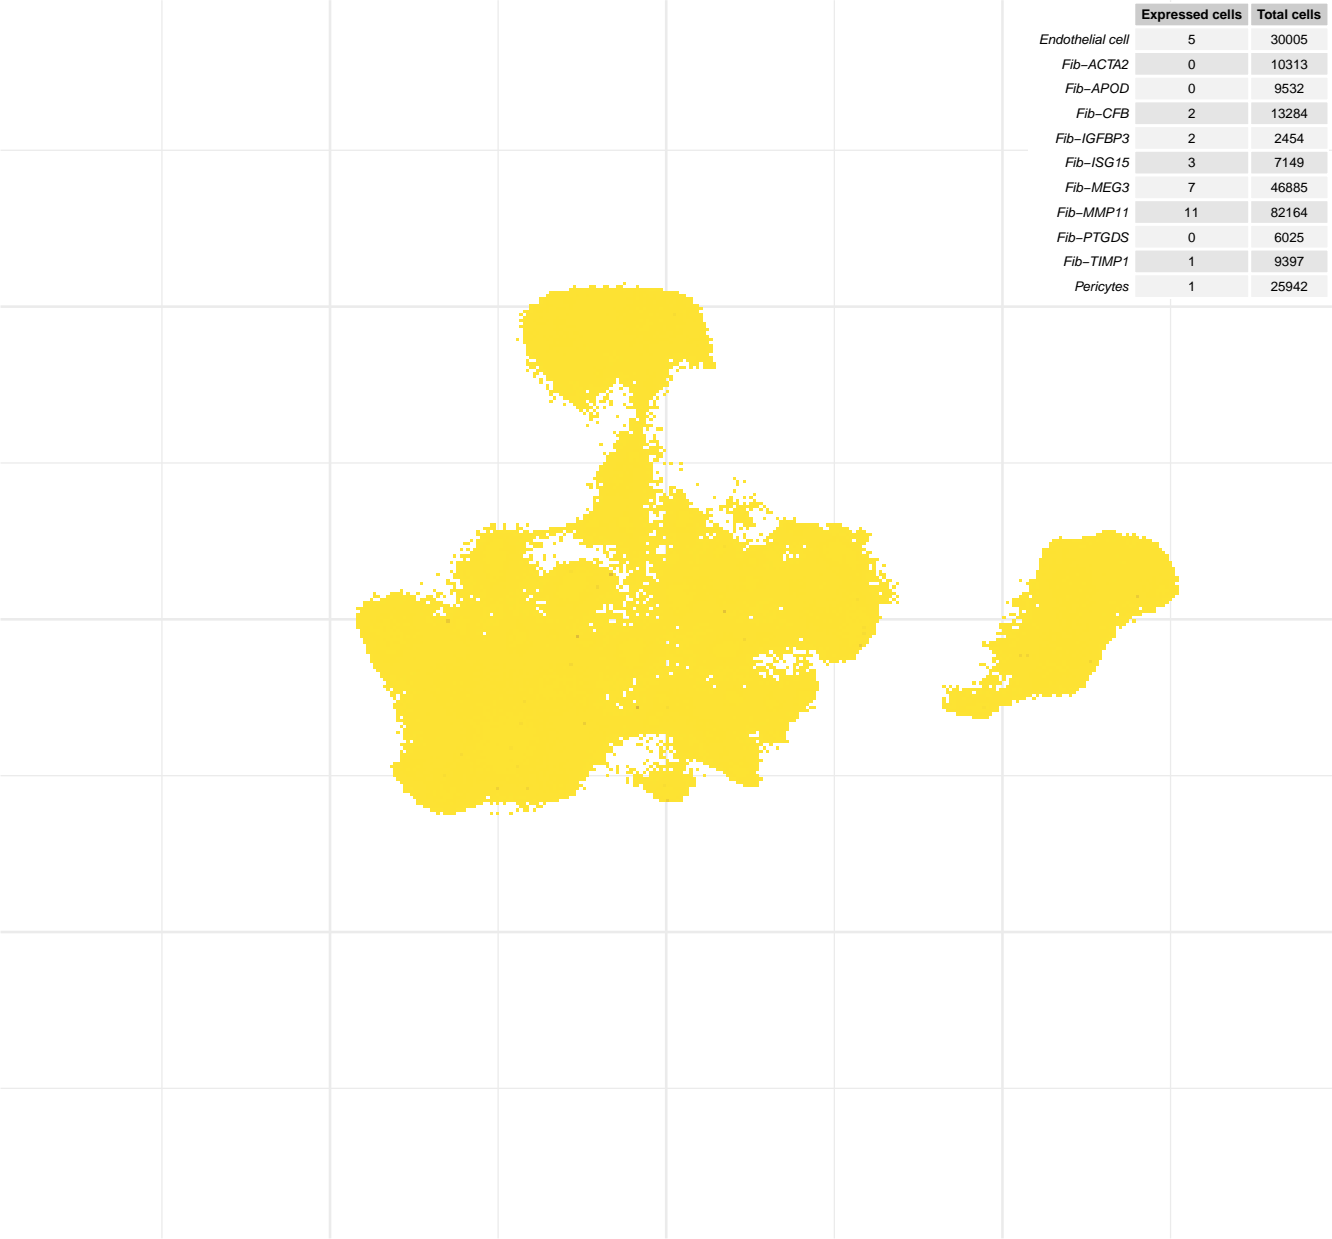 Expressed cells Total cells
Endothelial cell 5 30005
Fib−ACTA2 0 10313
Fib−APOD 0 9532
Fib−CFB 2 13284
Fib−IGFBP3 2 2454
Fib−ISG15 3 7149
Fib−MEG3 7 46885
Fib−MMP11 11 82164
Fib−PTGDS 0 6025
Fib−TIMP1 1 9397
Pericytes 1 25942